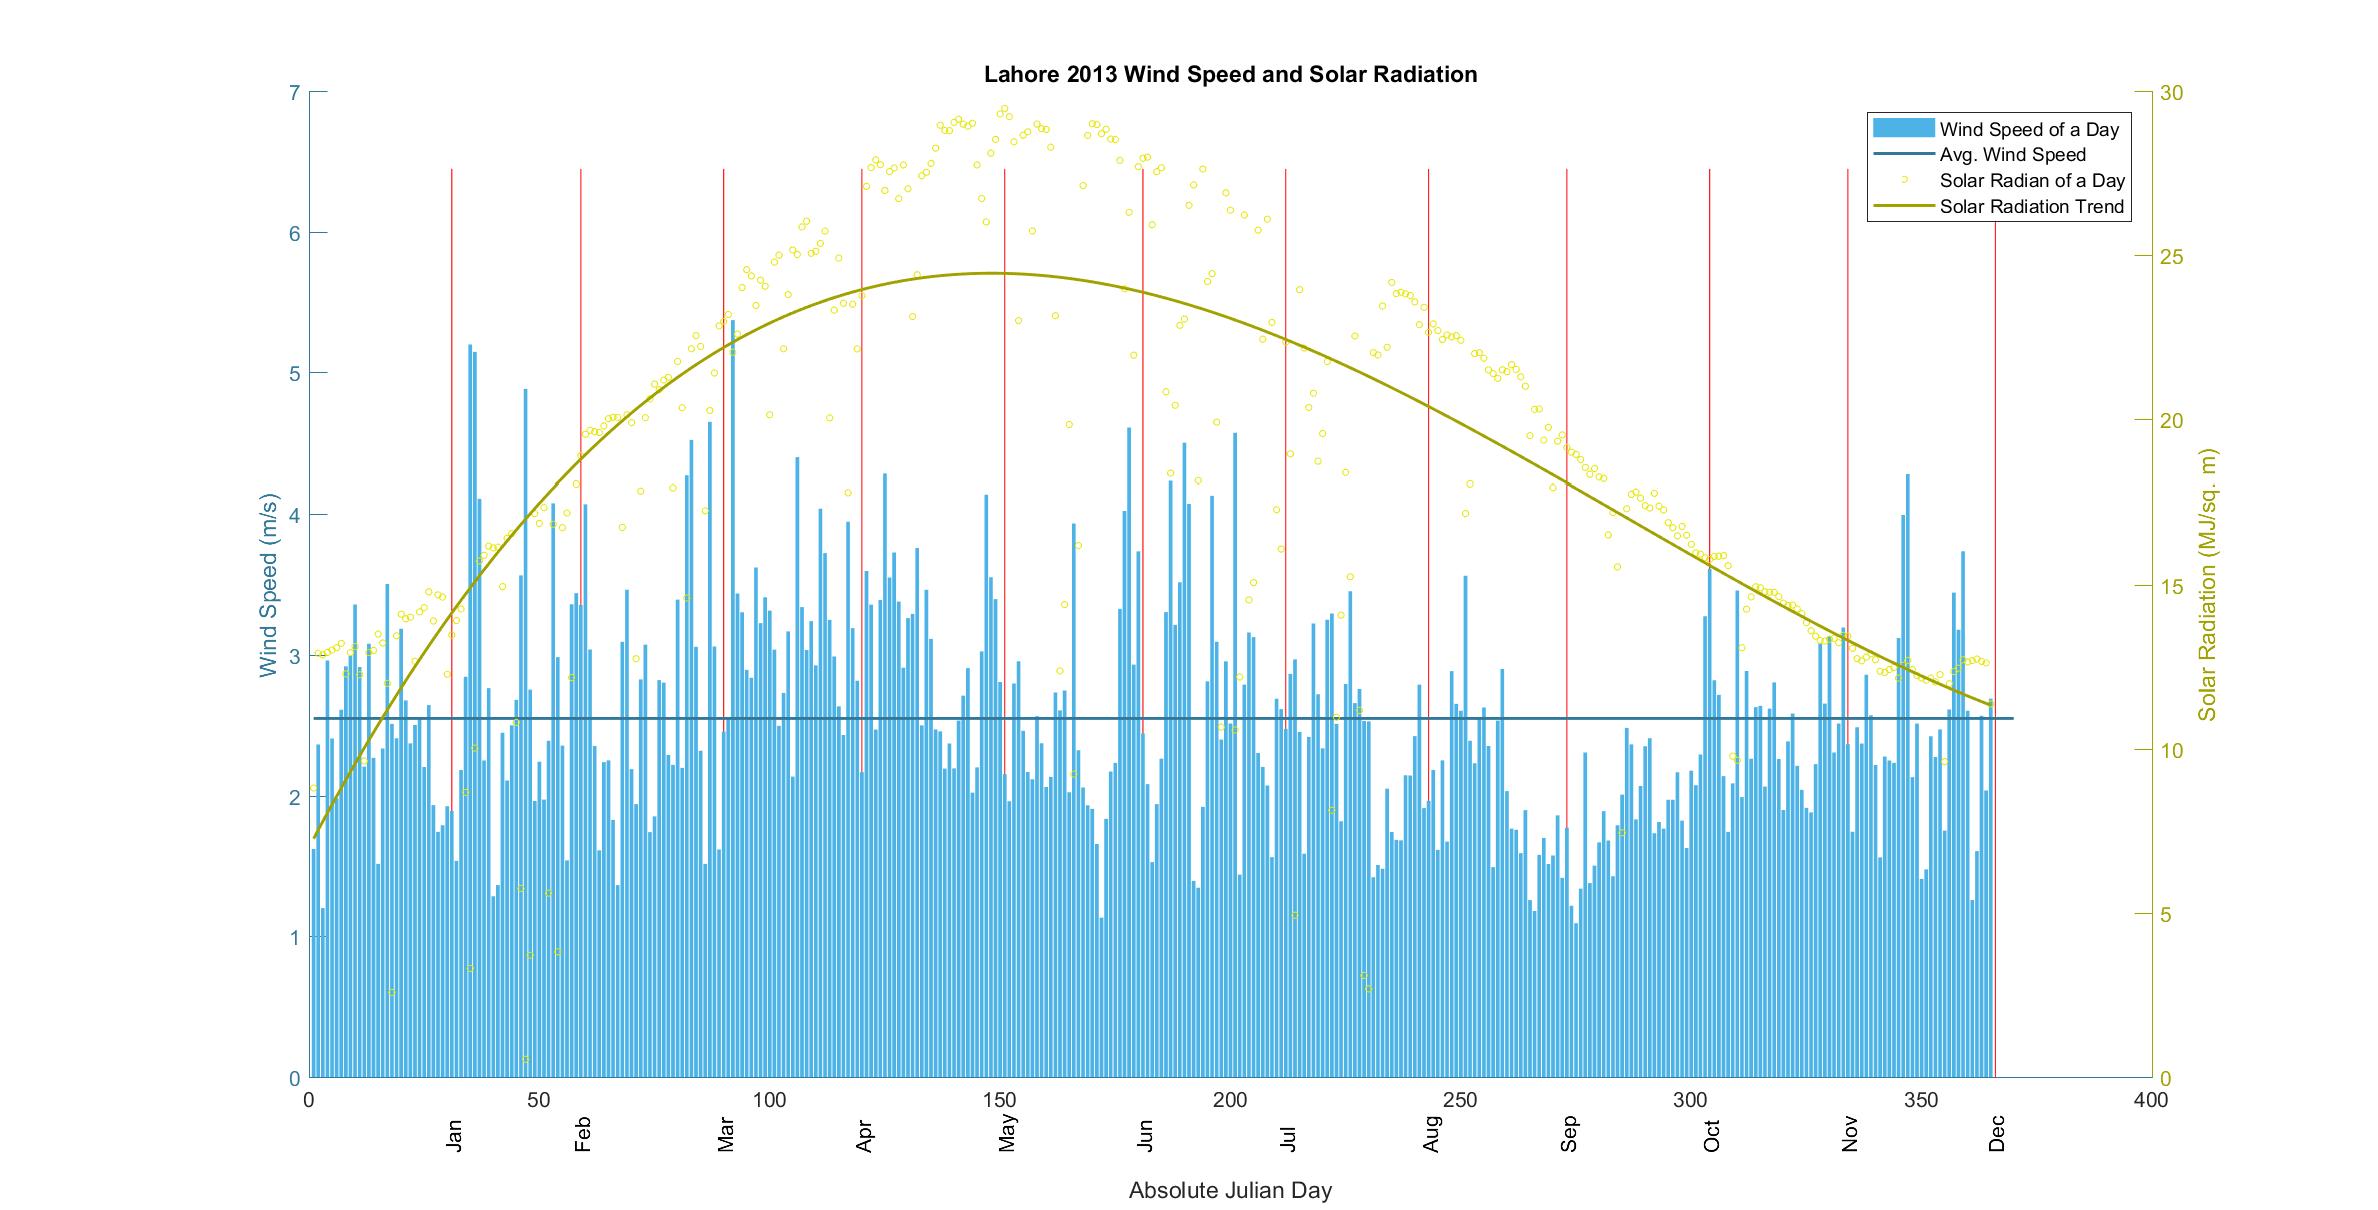 Lahore 2013 Wind Speed and Solar Radiation
7
6
5
4
3
2
1
0
Wind Speed (m/s)
30
25
20
15
10
5
0
Solar Radiation (MJ/sq. m)
Wind Speed of a Day
Avg. Wind Speed
Solar Radian of a Day
Solar Radiation Trend
0 50 100 150 200 250 300 350 400
Jan Feb Mar Apr May Jun Jul Aug Sep Oct Nov Dec
Absolute Julian Day